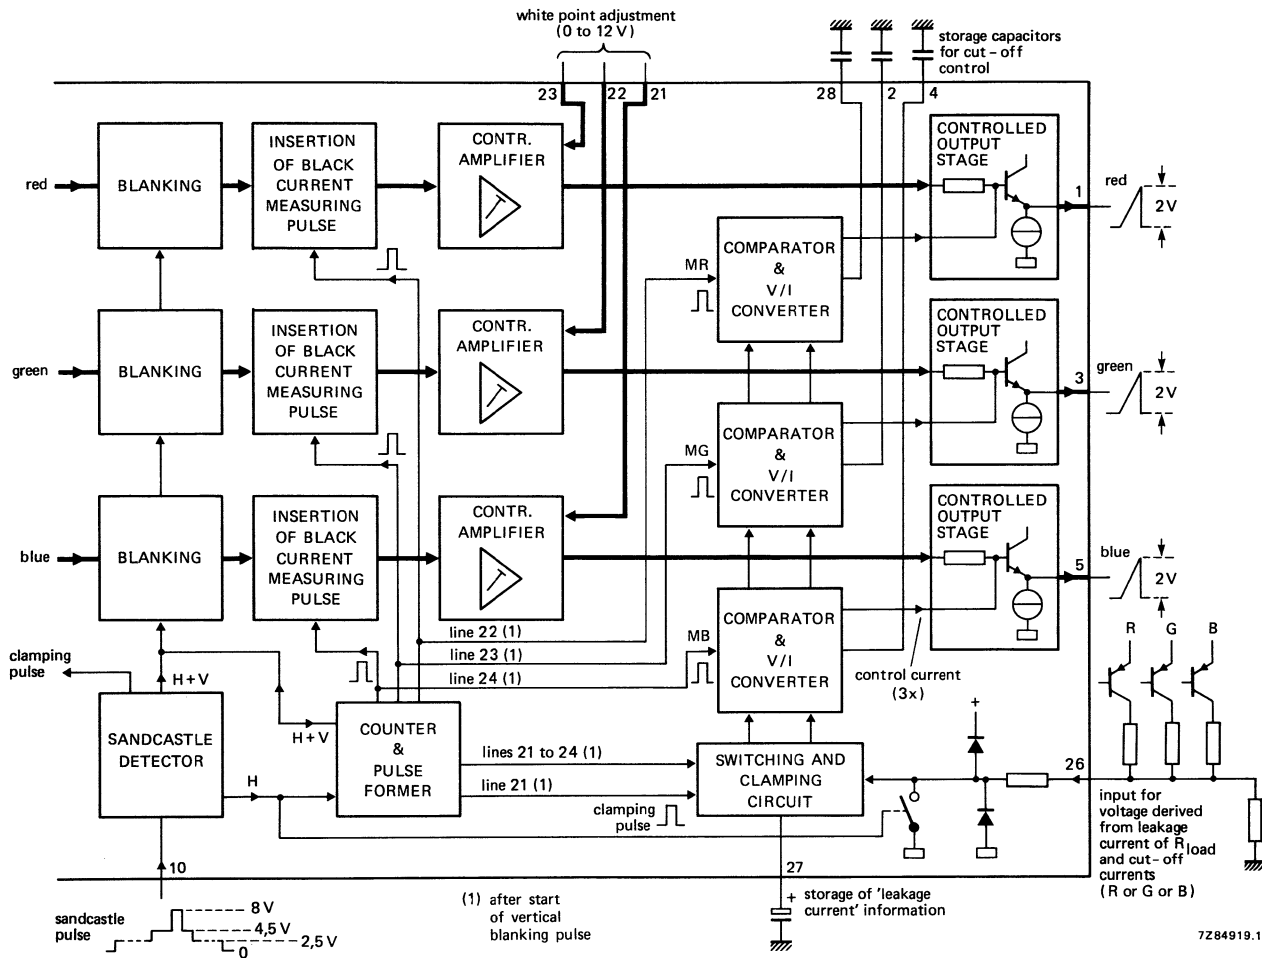 white point adjustment
(0 to 12 V)
storage capacitors
for cut-off
control
23
22
21
28
2
4
red
BLANKING
INSERTION
OF BLACK
CURRENT
MEASURING
PULSE
CONTR.
AMPLIFIER
CONTROLLED
OUTPUT
STAGE
1
red
2V
MR
COMPARATOR
&
V/I
CONVERTER
green
BLANKING
INSERTION
OF BLACK
CURRENT
MEASURING
PULSE
CONTR.
AMPLIFIER
CONTROLLED
OUTPUT
STAGE
3
green
2V
MG
COMPARATOR
&
V/I
CONVERTER
blue
BLANKING
INSERTION
OF BLACK
CURRENT
MEASURING
PULSE
CONTR.
AMPLIFIER
CONTROLLED
OUTPUT
STAGE
5
blue
2V
MB
COMPARATOR
&
V/I
CONVERTER
line 22 (1)
line 23 (1)
line 24 (1)
control current
(3x)
R
G
B
clamping
pulse
H+V
H+V
SANDCASTLE
DETECTOR
H
COUNTER
&
PULSE
FORMER
lines 21 to 24 (1)
line 21 (1)
clamping
pulse
SWITCHING AND
CLAMPING
CIRCUIT
+
26
input for
voltage derived
from leakage
current of Rload
and cut-off
currents
(R or G or B)
10
27
sandcastle
pulse
8V
4,5 V
2,5V
0
(1) after start
of vertical
blanking pulse
+
storage of 'leakage
current' information
7Z84919.1